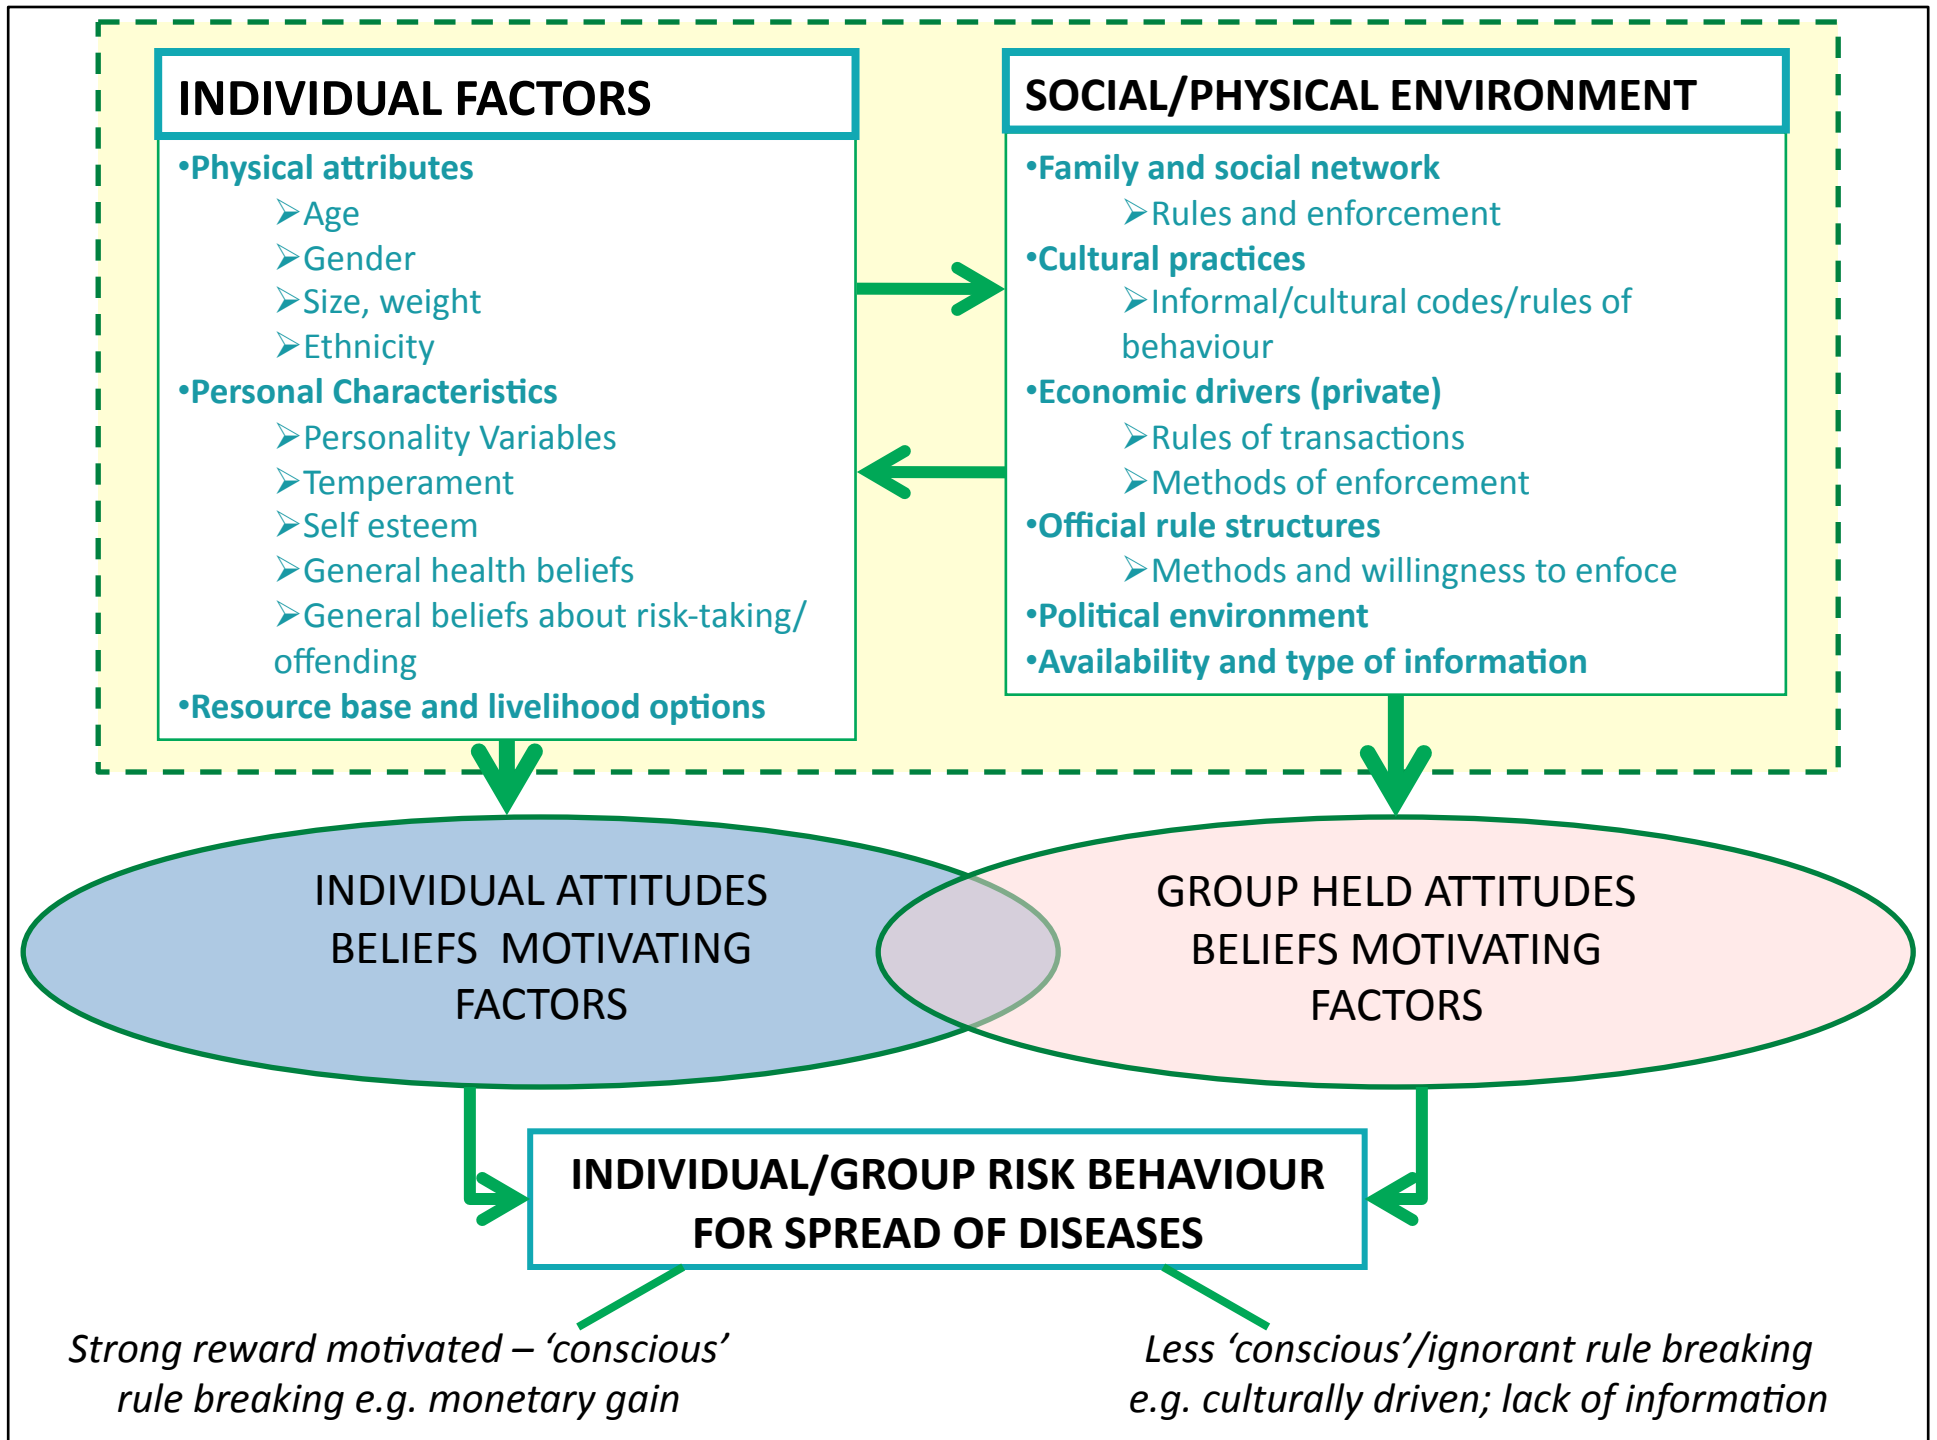 INDIVIDUAL FACTORS
•Physical attributes
➢Age
➢Gender
➢Size, weight
➢Ethnicity
•Personal Characteristics
➢Personality Variables
➢Temperament
➢Self esteem
➢General health beliefs
➢General beliefs about risk-taking/
offending
•Resource base and livelihood options
SOCIAL/PHYSICAL ENVIRONMENT
•Family and social network
➢Rules and enforcement
•Cultural practices
➢Informal/cultural codes/rules of
behaviour
•Economic drivers (private)
➢Rules of transactions
➢Methods of enforcement
•Official rule structures
➢Methods and willingness to enfoce
•Political environment
•Availability and type of information
INDIVIDUAL ATTITUDES
BELIEFS  MOTIVATING
FACTORS
GROUP HELD ATTITUDES
BELIEFS MOTIVATING
FACTORS
INDIVIDUAL/GROUP RISK BEHAVIOUR
FOR SPREAD OF DISEASES
Strong reward motivated – ‘conscious’
rule breaking e.g. monetary gain
Less ‘conscious’/ignorant rule breaking
e.g. culturally driven; lack of information